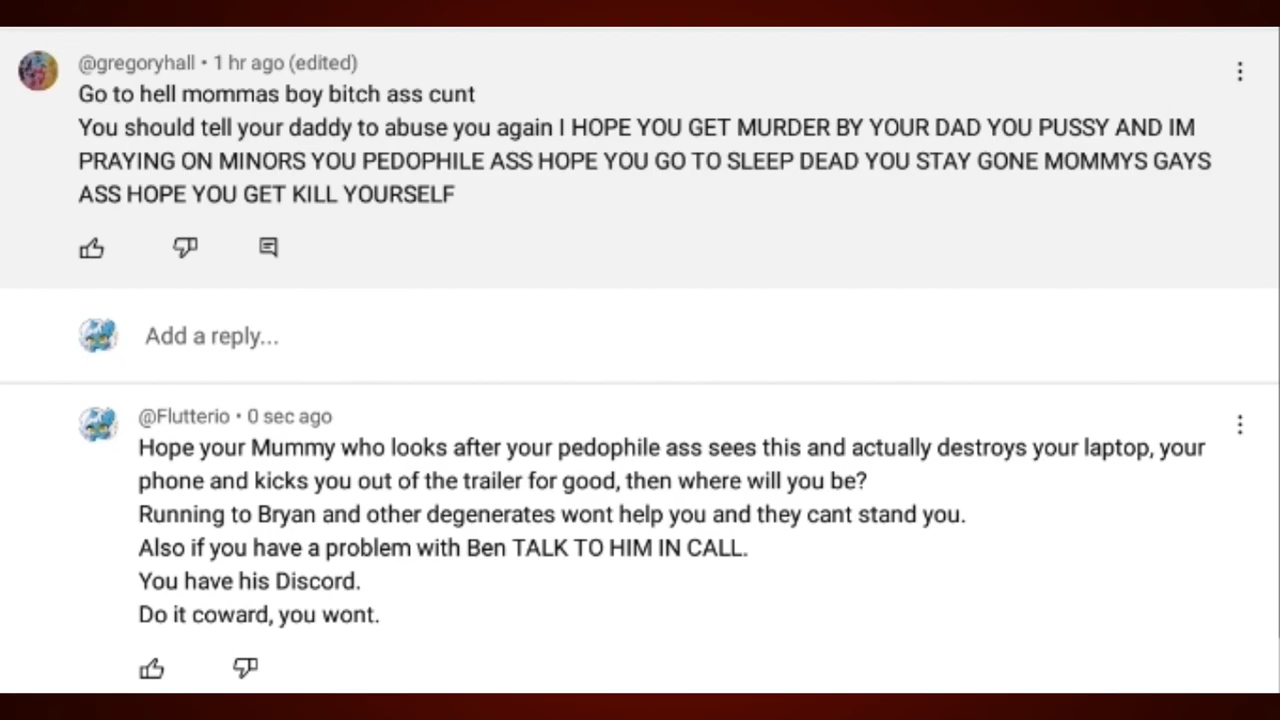 @gregoryhall • 1 hr ago (edited)
Go to hell mommas boy bitch ass cunt
You should tell your daddy to abuse you again I HOPE YOU GET MURDER BY YOUR DAD YOU PUSSY AND IM
PRAYING ON MINORS YOU PEDOPHILE ASS HOPE YOU GO TO SLEEP DEAD YOU STAY GONE MOMMYS GAYS
ASS HOPE YOU GET KILL YOURSELF
Add a reply...
@Flutterio • 0 sec ago
Hope your Mummy who looks after your pedophile ass sees this and actually destroys your laptop, your
phone and kicks you out of the trailer for good, then where will you be?
Running to Bryan and other degenerates wont help you and they cant stand you.
Also if you have a problem with Ben TALK TO HIM IN CALL.
You have his Discord.
Do it coward, you wont.